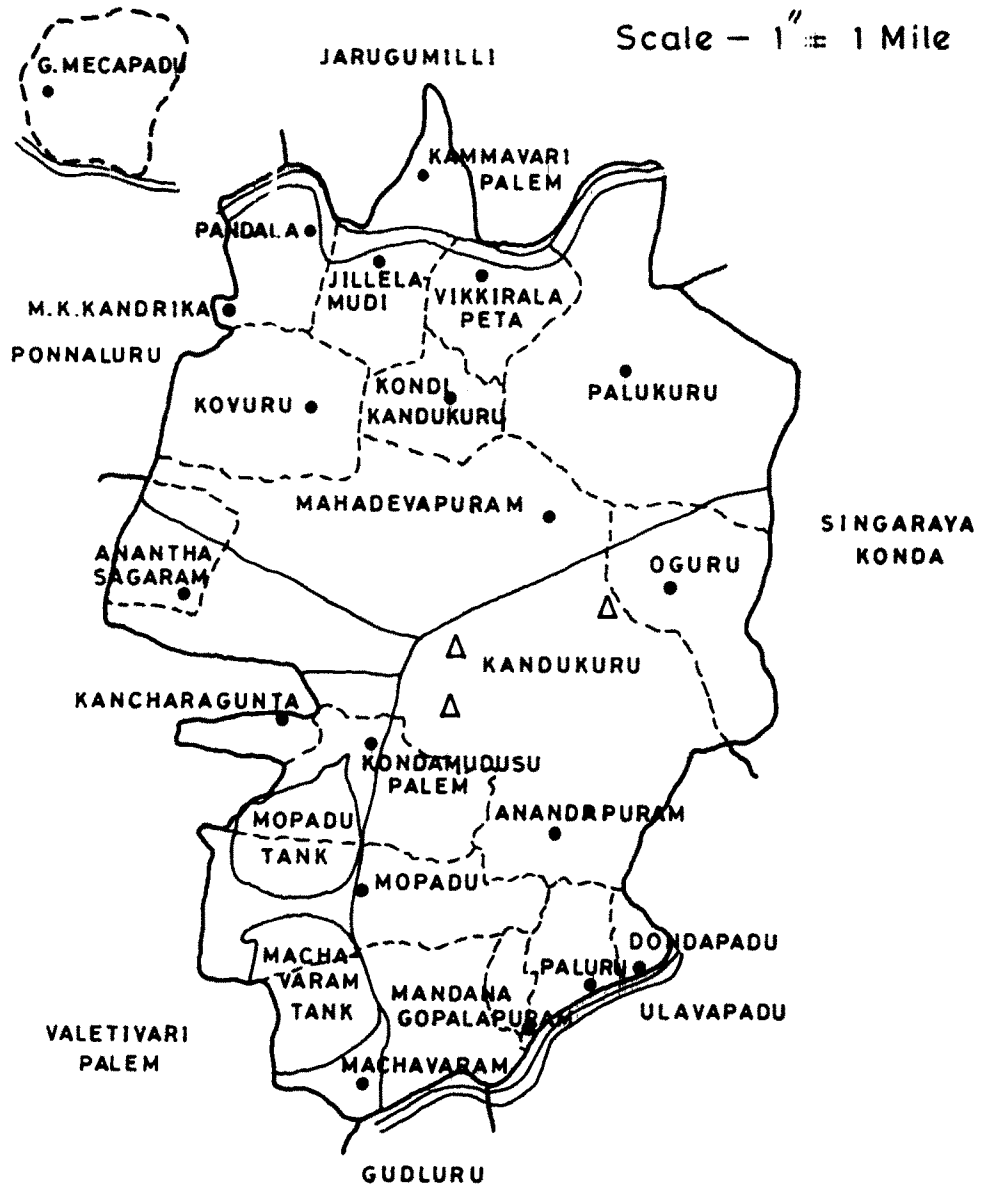 Scale – 1" = 1 Mile
G.MECAPADU
JARUGUMILLI
KAMMAVARI
PALEM
PANDALA
JILLELA-
MUDI
VIKKIRALA
PETA
M.K.KANDRIKA
PONNALURU
KOVURU
KONDI
KANDUKURU
PALUKURU
MAHADEVAPURAM
SINGARAYA
KONDA
ANANTHA
SAGARAM
OGURU
KANDUKURU
KANCHARAGUNTA
KONDAMUDUSU
PALEM
MOPADU
TANK
ANANDAPURAM
MOPADU
DONDAPADU
MACHA-
VARAM
TANK
PALURU
MANDANA
GOPALAPURAM
ULAVAPADU
VALETIVARI
PALEM
MACHAVARAM
GUDLURU